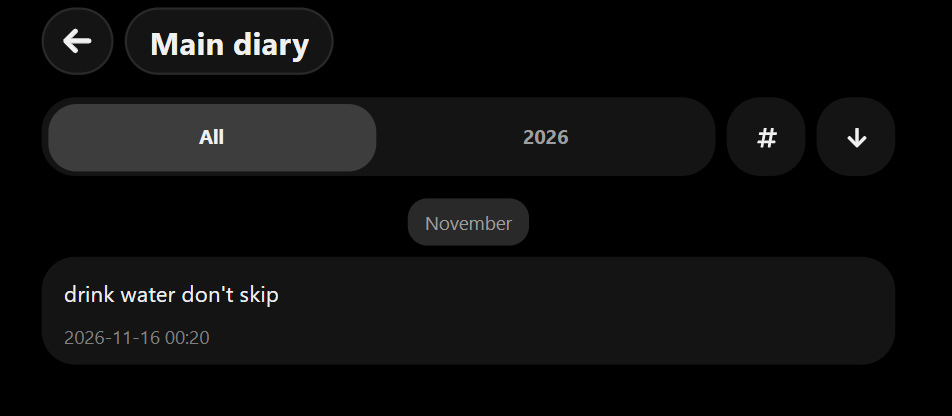 Main diary
All 2026 #
November
drink water don't skip
2026-11-16 00:20